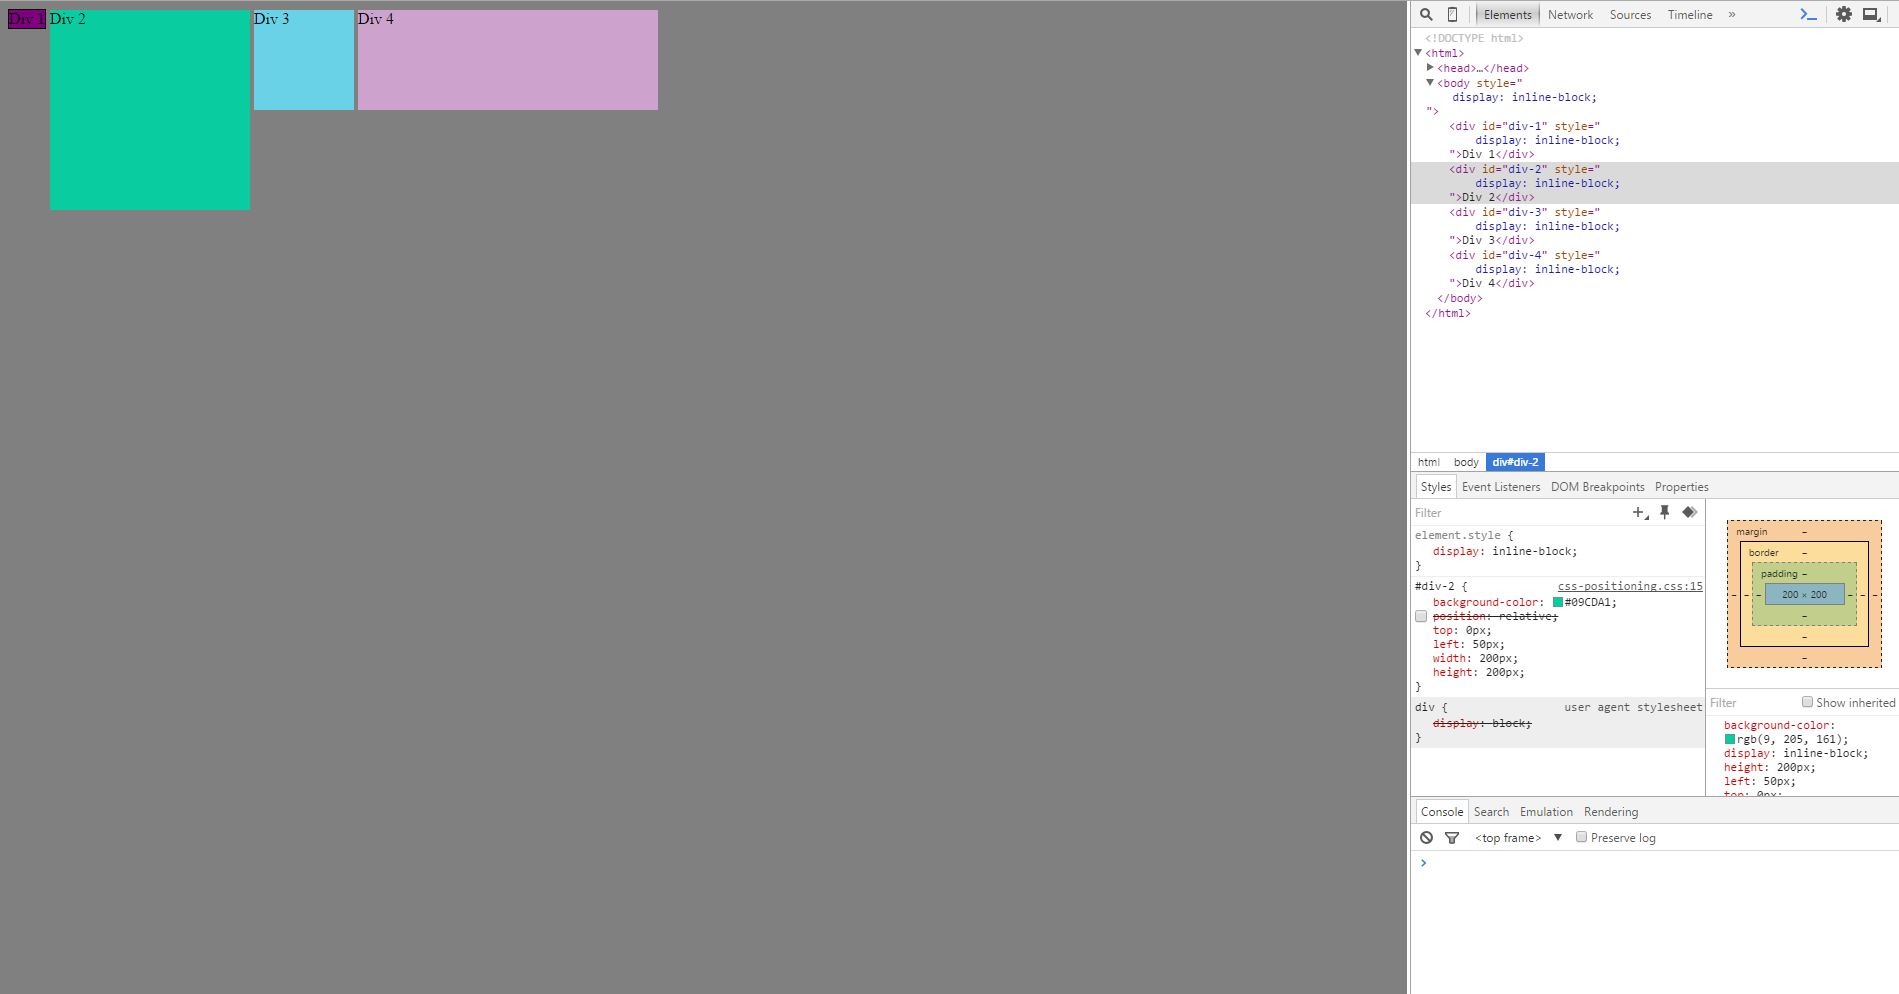 Div 1 Div 2 Div 3 Div 4
Elements Network Sources Timeline »
<!DOCTYPE html>
<html>
<head>…</head>
<body style="
display: inline-block;
">
<div id="div-1" style="
display: inline-block;
">Div 1</div>
<div id="div-2" style="
display: inline-block;
">Div 2</div>
<div id="div-3" style="
display: inline-block;
">Div 3</div>
<div id="div-4" style="
display: inline-block;
">Div 4</div>
</body>
</html>
html body div#div-2
Styles Event Listeners DOM Breakpoints Properties
Filter
element.style {
display: inline-block;
}
#div-2 { css-positioning.css:15
background-color: #09CDA1;
position: relative;
top: 0px;
left: 50px;
width: 200px;
height: 200px;
}
div { user agent stylesheet
display: block;
}
margin –
border –
padding –
– – – 200 × 200 – – –
–
–
–
Filter Show inherited
background-color:
rgb(9, 205, 161);
display: inline-block;
height: 200px;
left: 50px;
top: 0px;
Console Search Emulation Rendering
<top frame> ▼ Preserve log
>